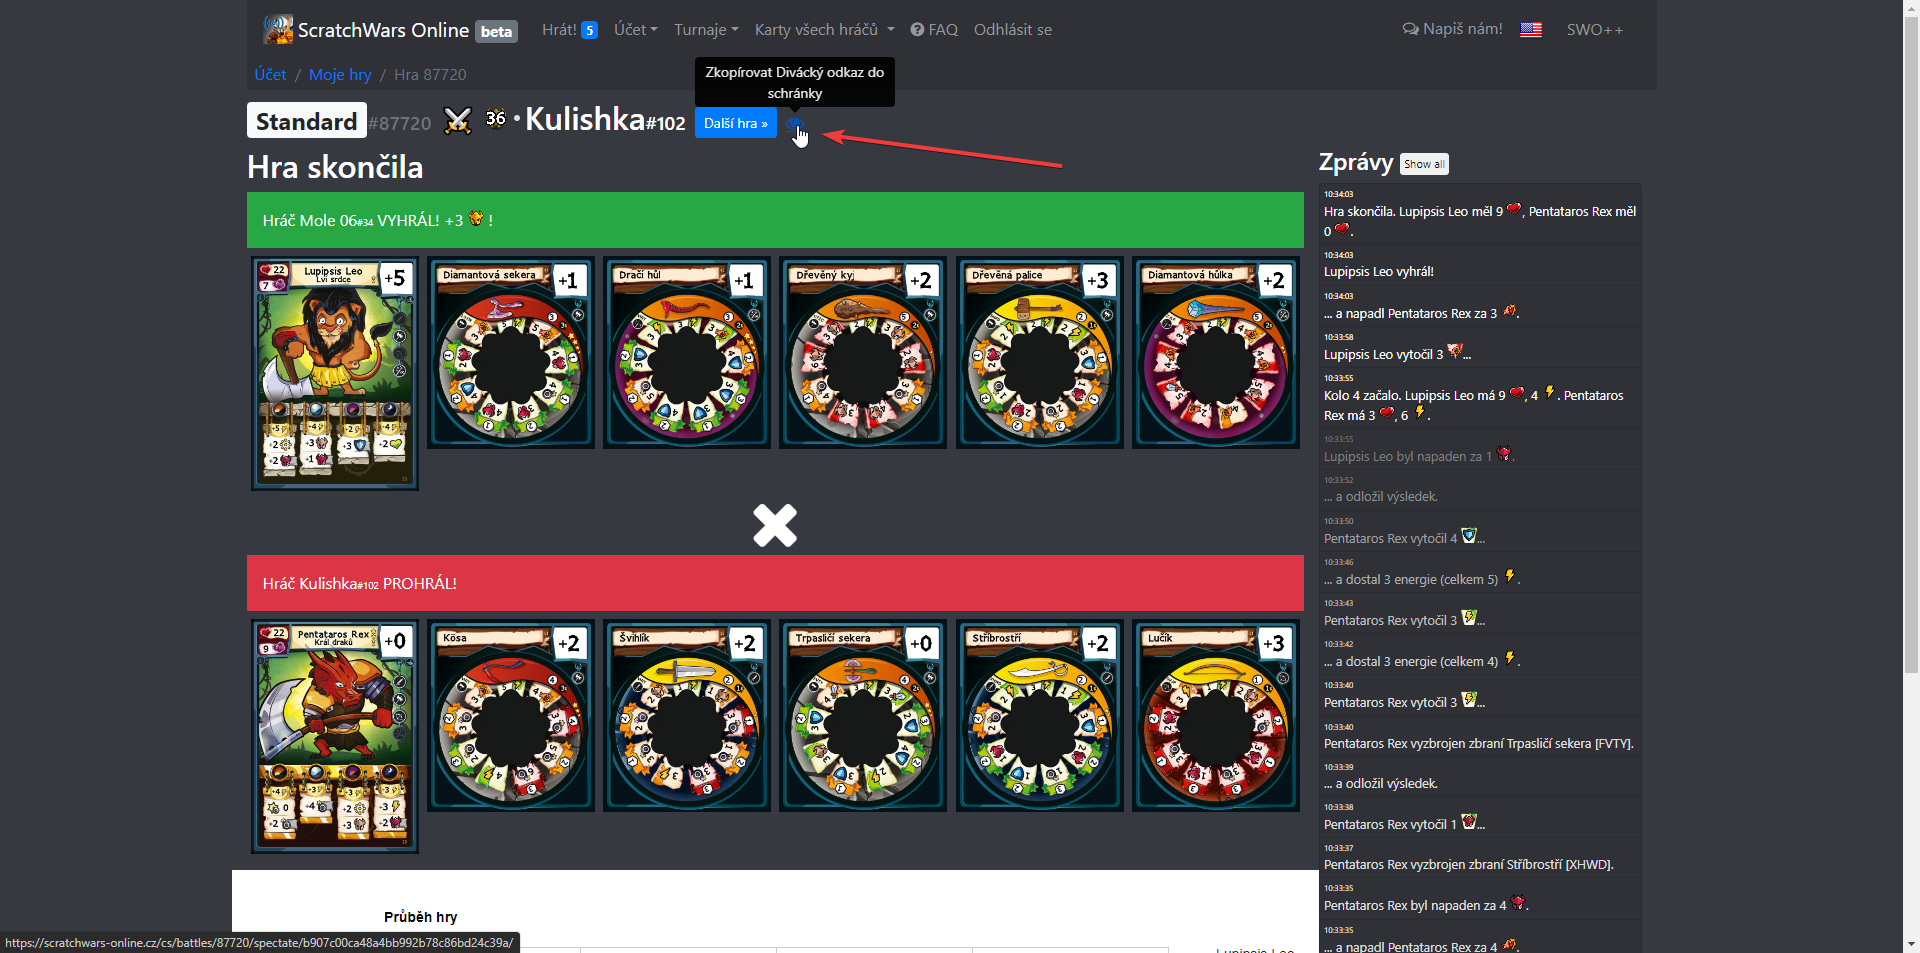 ScratchWars Online beta Hrát! 5 Účet Turnaje Karty všech hráčů FAQ Odhlásit se Napiš nám! SWO++
Účet / Moje hry / Hra 87720
Zkopírovat Divácký odkaz do
schránky
Standard #87720 36 • Kulishka#102 Další hra »
Hra skončila
Hráč Mole 06#34 VYHRÁL! +3 !
22 Lupipsis Leo +5
7 Lví srdce
Diamantová sekera +1
Dračí hůl +1
Dřevěný kyj +2
Dřevěná palice +3
Diamantová hůlka +2
Hráč Kulishka#102 PROHRÁL!
22 Pentataros Rex +0
9 Král draků
Kosa +2
Švihlík +2
Trpasličí sekera +0
Stříbrostří +2
Lučík +3
Průběh hry
Lupipsis Leo
https://scratchwars-online.cz/cs/battles/87720/spectate/b907c00ca48a4bb992b78c86bd24c39a/
Zprávy Show all
10:34:03
Hra skončila. Lupipsis Leo měl 9 , Pentataros Rex měl
0 .
10:34:03
Lupipsis Leo vyhrál!
10:34:03
... a napadl Pentataros Rex za 3 .
10:33:58
Lupipsis Leo vytočil 3 ...
10:33:55
Kolo 4 začalo. Lupipsis Leo má 9 , 4 . Pentataros
Rex má 3 , 6 .
10:33:55
Lupipsis Leo byl napaden za 1 .
10:33:52
... a odložil výsledek.
10:33:50
Pentataros Rex vytočil 4 ...
10:33:46
... a dostal 3 energie (celkem 5) .
10:33:43
Pentataros Rex vytočil 3 ...
10:33:42
... a dostal 3 energie (celkem 4) .
10:33:40
Pentataros Rex vytočil 3 ...
10:33:40
Pentataros Rex vyzbrojen zbraní Trpasličí sekera [FVTY].
10:33:39
... a odložil výsledek.
10:33:38
Pentataros Rex vytočil 1 ...
10:33:37
Pentataros Rex vyzbrojen zbraní Stříbrostří [XHWD].
10:33:35
Pentataros Rex byl napaden za 4 .
10:33:35
... a napadl Pentataros Rex za 4 .